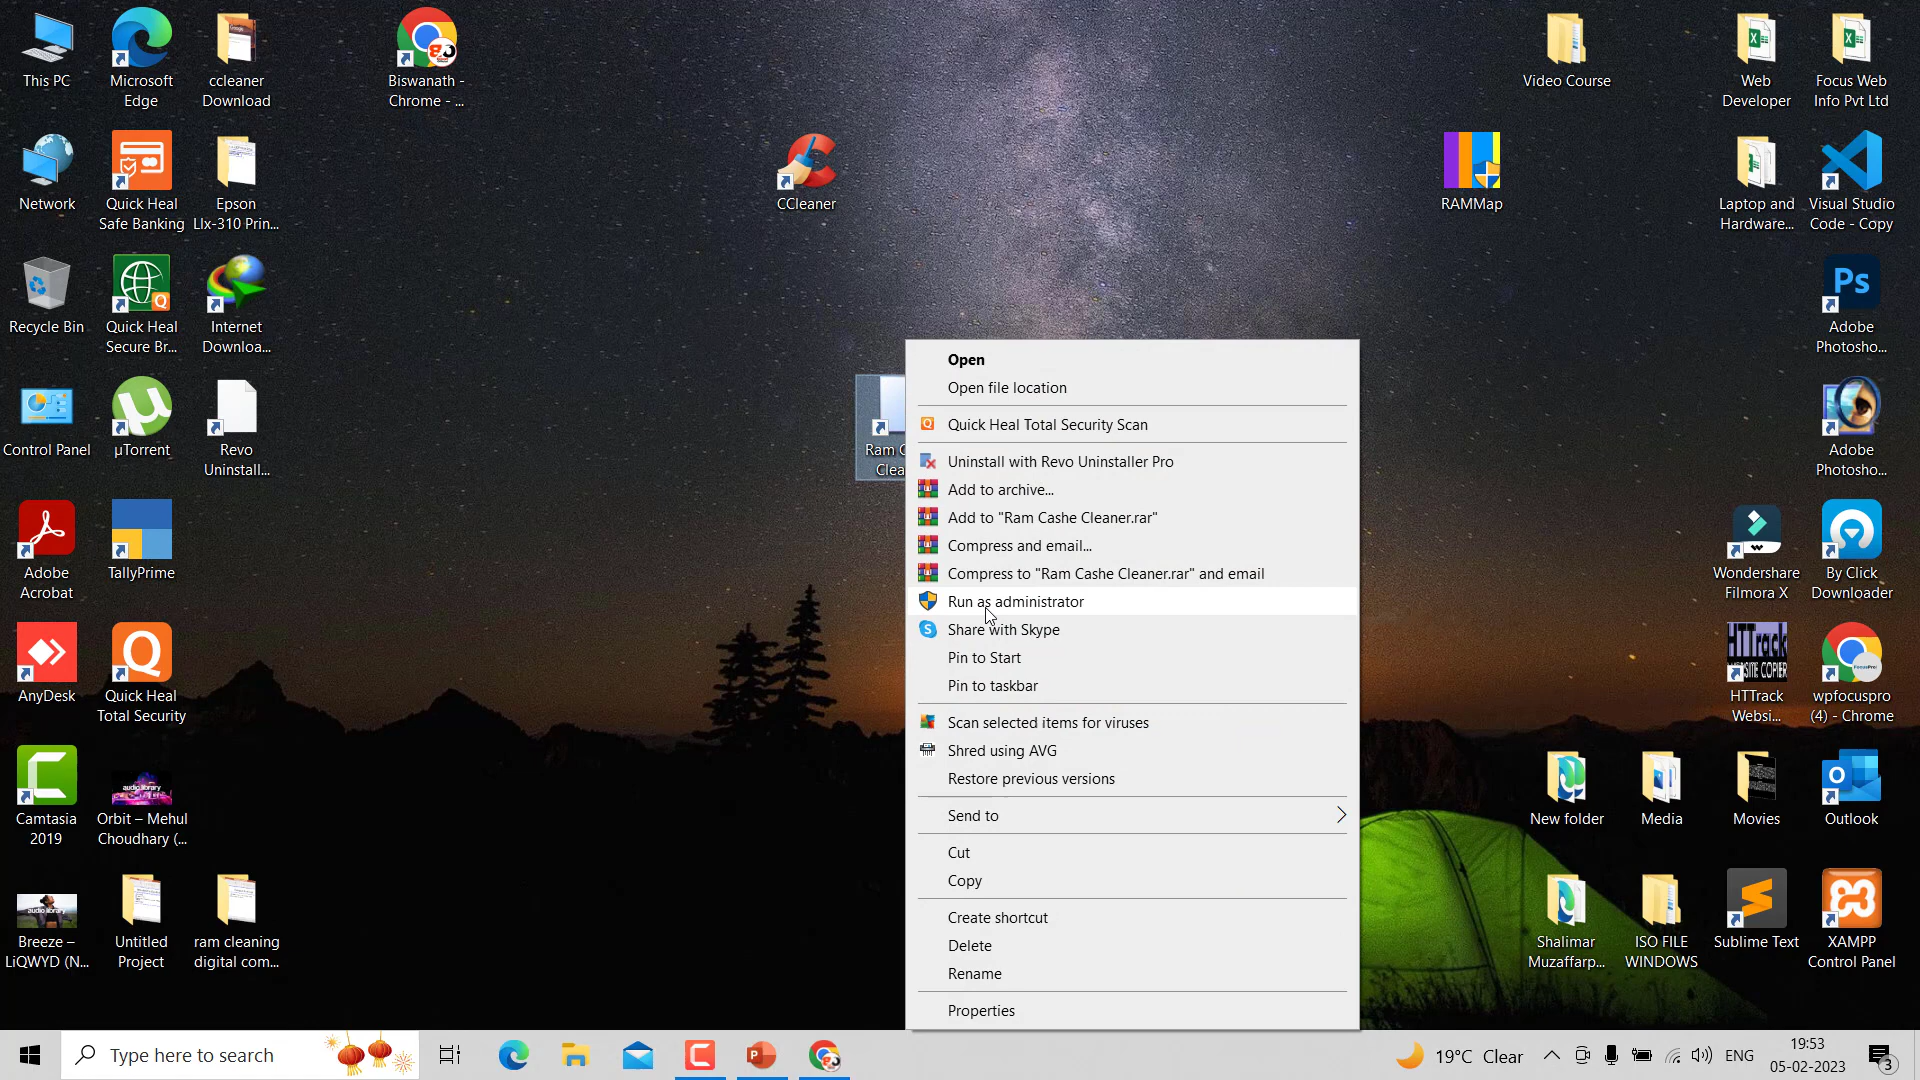 This PC
Microsoft
Edge
ccleaner
Download
Biswanath -
Chrome - ...
Video Course
Web
Developer
Focus Web
Info Pvt Ltd
Network
Quick Heal
Safe Banking
Epson
Llx-310 Prin...
CCleaner
RAMMap
Laptop and
Hardware...
Visual Studio
Code - Copy
Recycle Bin
Quick Heal
Secure Br...
Internet
Downloa...
Ps
Adobe
Photosho...
Control Panel
µTorrent
Revo
Uninstall...
Ram C
Clea
Adobe
Photosho...
Open
Open file location
Quick Heal Total Security Scan
Uninstall with Revo Uninstaller Pro
Add to archive...
Add to "Ram Cashe Cleaner.rar"
Compress and email...
Compress to "Ram Cashe Cleaner.rar" and email
Run as administrator
Share with Skype
Pin to Start
Pin to taskbar
Scan selected items for viruses
Shred using AVG
Restore previous versions
Send to
Cut
Copy
Create shortcut
Delete
Rename
Properties
Adobe
Acrobat
TallyPrime
Wondershare
Filmora X
By Click
Downloader
AnyDesk
Quick Heal
Total Security
HTTrack
WEBSITE COPIER
HTTrack
Websi...
wpfocuspro
(4) - Chrome
Camtasia
2019
audio library
Orbit – Mehul
Choudhary (...
New folder
Media
Movies
Outlook
audio library
Breeze –
LiQWYD (N...
Untitled
Project
ram cleaning
digital com...
Shalimar
Muzaffarp...
ISO FILE
WINDOWS
Sublime Text
XAMPP
Control Panel
Type here to search
19°C Clear
ENG
19:53
05-02-2023
3